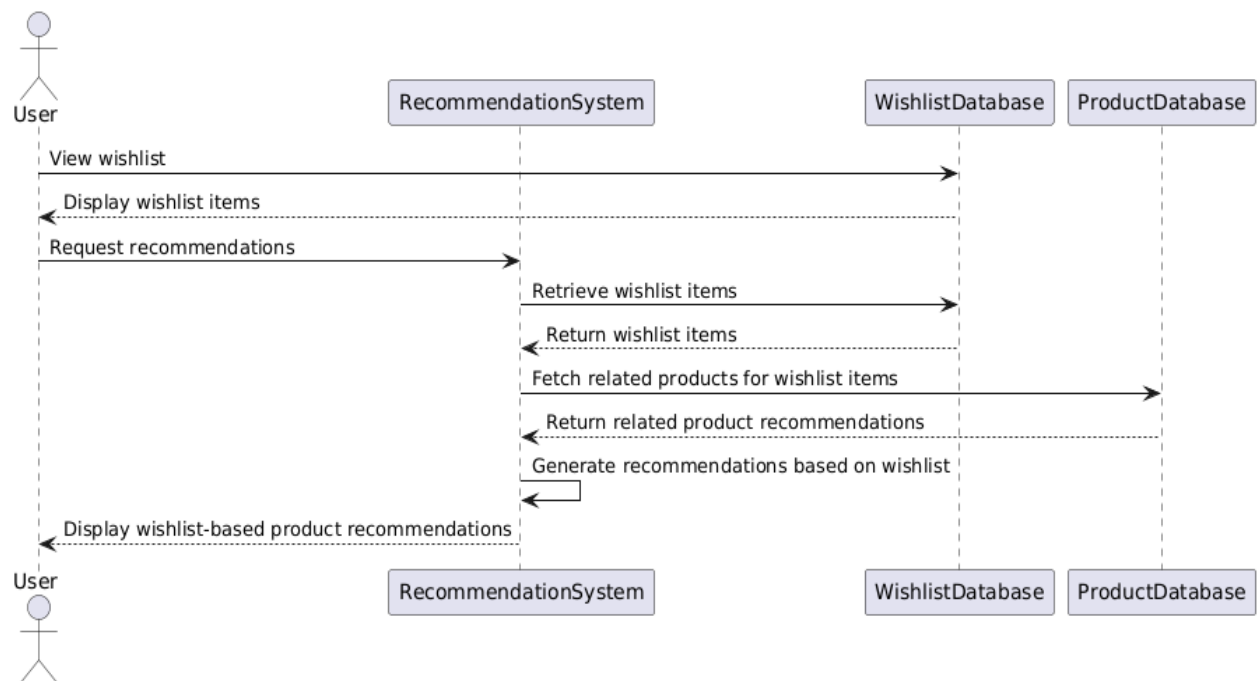 User
RecommendationSystem
WishlistDatabase
ProductDatabase
View wishlist
Display wishlist items
Request recommendations
Retrieve wishlist items
Return wishlist items
Fetch related products for wishlist items
Return related product recommendations
Generate recommendations based on wishlist
Display wishlist-based product recommendations
User
RecommendationSystem
WishlistDatabase
ProductDatabase